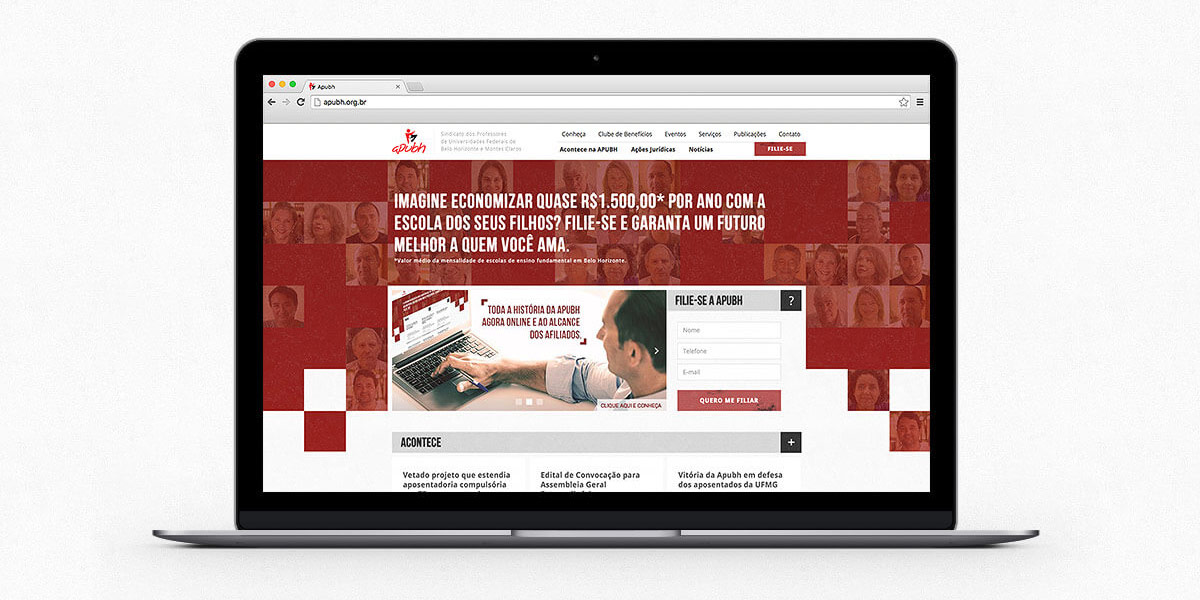 Apubh
apubh.org.br
apubh
Sindicato dos Professores
de Universidades Federais de
Belo Horizonte e Montes Claros
Conheça Clube de Benefícios Eventos Serviços Publicações Contato
Acontece na APUBH Ações Jurídicas Notícias FILIE-SE
IMAGINE ECONOMIZAR QUASE R$1.500,00* POR ANO COM A
ESCOLA DOS SEUS FILHOS? FILIE-SE E GARANTA UM FUTURO
MELHOR A QUEM VOCÊ AMA.
*Valor médio da mensalidade de escolas de ensino fundamental em Belo Horizonte.
TODA A HISTÓRIA DA APUBH
AGORA ONLINE E AO ALCANCE
DOS AFILIADOS.
CLIQUE AQUI E CONHEÇA
FILIE-SE A APUBH ?
Nome
Telefone
E-mail
QUERO ME FILIAR
ACONTECE +
Vetado projeto que estendia
aposentadoria compulsória
Edital de Convocação para
Assembleia Geral
Vitória da Apubh em defesa
dos aposentados da UFMG